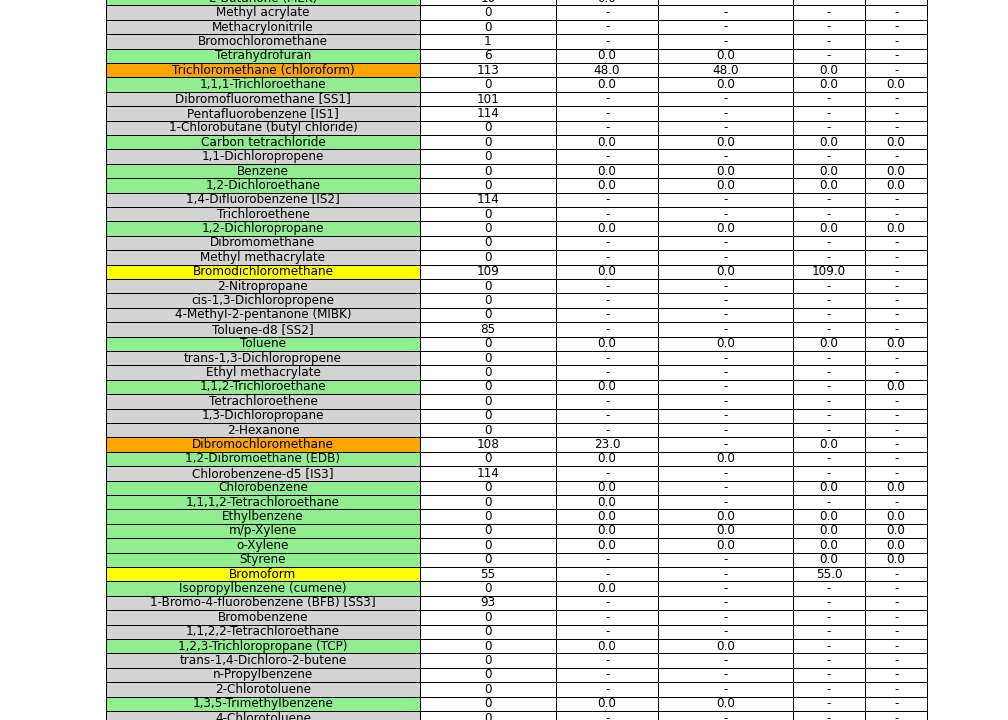 2-Butanone (MEK) 10 0.0 - - -
Methyl acrylate 0 - - - -
Methacrylonitrile 0 - - - -
Bromochloromethane 1 - - - -
Tetrahydrofuran 6 0.0 0.0 - -
Trichloromethane (chloroform) 113 48.0 48.0 0.0 -
1,1,1-Trichloroethane 0 0.0 0.0 0.0 0.0
Dibromofluoromethane [SS1] 101 - - - -
Pentafluorobenzene [IS1] 114 - - - -
1-Chlorobutane (butyl chloride) 0 - - - -
Carbon tetrachloride 0 0.0 0.0 0.0 0.0
1,1-Dichloropropene 0 - - - -
Benzene 0 0.0 0.0 0.0 0.0
1,2-Dichloroethane 0 0.0 0.0 0.0 0.0
1,4-Difluorobenzene [IS2] 114 - - - -
Trichloroethene 0 - - - -
1,2-Dichloropropane 0 0.0 0.0 0.0 0.0
Dibromomethane 0 - - - -
Methyl methacrylate 0 - - - -
Bromodichloromethane 109 0.0 0.0 109.0 -
2-Nitropropane 0 - - - -
cis-1,3-Dichloropropene 0 - - - -
4-Methyl-2-pentanone (MIBK) 0 - - - -
Toluene-d8 [SS2] 85 - - - -
Toluene 0 0.0 0.0 0.0 0.0
trans-1,3-Dichloropropene 0 - - - -
Ethyl methacrylate 0 - - - -
1,1,2-Trichloroethane 0 0.0 - - 0.0
Tetrachloroethene 0 - - - -
1,3-Dichloropropane 0 - - - -
2-Hexanone 0 - - - -
Dibromochloromethane 108 23.0 - 0.0 -
1,2-Dibromoethane (EDB) 0 0.0 0.0 - -
Chlorobenzene-d5 [IS3] 114 - - - -
Chlorobenzene 0 0.0 - 0.0 0.0
1,1,1,2-Tetrachloroethane 0 0.0 - - -
Ethylbenzene 0 0.0 0.0 0.0 0.0
m/p-Xylene 0 0.0 0.0 0.0 0.0
o-Xylene 0 0.0 0.0 0.0 0.0
Styrene 0 - - 0.0 0.0
Bromoform 55 - - 55.0 -
Isopropylbenzene (cumene) 0 0.0 - - -
1-Bromo-4-fluorobenzene (BFB) [SS3] 93 - - - -
Bromobenzene 0 - - - -
1,1,2,2-Tetrachloroethane 0 - - - -
1,2,3-Trichloropropane (TCP) 0 0.0 0.0 - -
trans-1,4-Dichloro-2-butene 0 - - - -
n-Propylbenzene 0 - - - -
2-Chlorotoluene 0 - - - -
1,3,5-Trimethylbenzene 0 0.0 0.0 - -
4-Chlorotoluene 0 - - - -